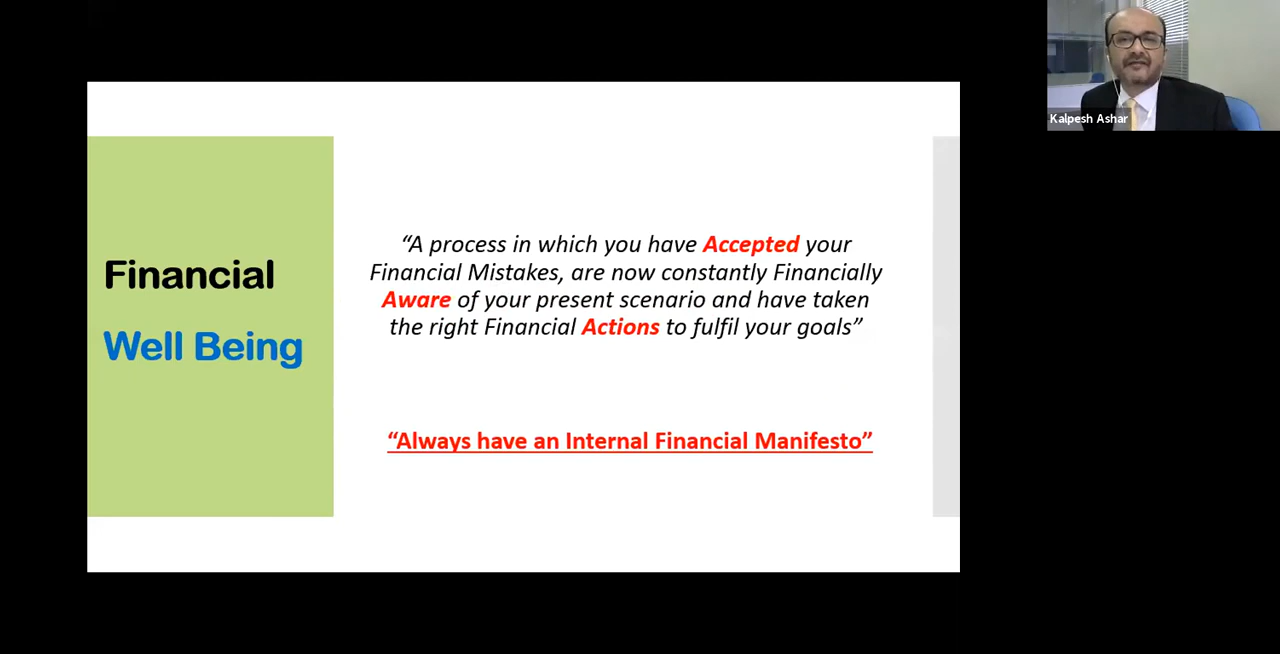 Kalpesh Ashar
Financial
Well Being
“A process in which you have Accepted your
Financial Mistakes, are now constantly Financially
Aware of your present scenario and have taken
the right Financial Actions to fulfil your goals”
“Always have an Internal Financial Manifesto”